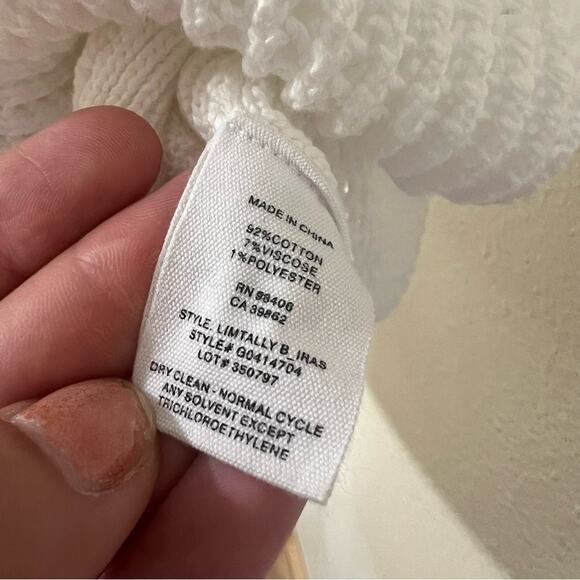 MADE IN CHINA
92%COTTON
7%VISCOSE
1%POLYESTER
RN 88406
CA 39862
STYLE. LIMTALLY B_IRAS
STYLE# G0414704
LOT# 350797
DRY CLEAN - NORMAL CYCLE
ANY SOLVENT EXCEPT
TRICHLOROETHYLENE